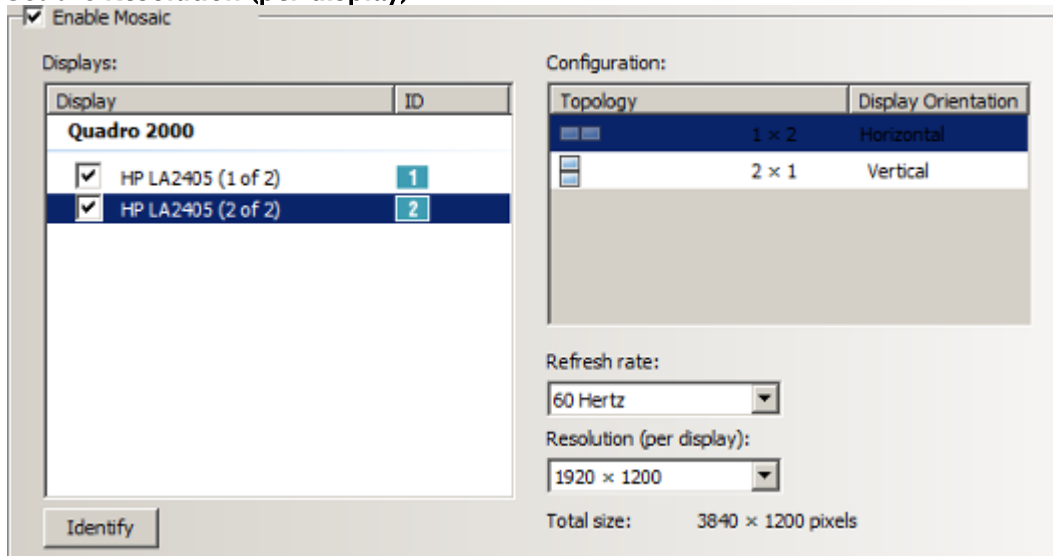 Enable Mosaic
Displays:
Display ID
Quadro 2000
HP LA2405 (1 of 2) 1
HP LA2405 (2 of 2) 2
Identify
Configuration:
Topology Display Orientation
1 × 2 Horizontal
2 × 1 Vertical
Refresh rate:
60 Hertz
Resolution (per display):
1920 × 1200
Total size: 3840 × 1200 pixels